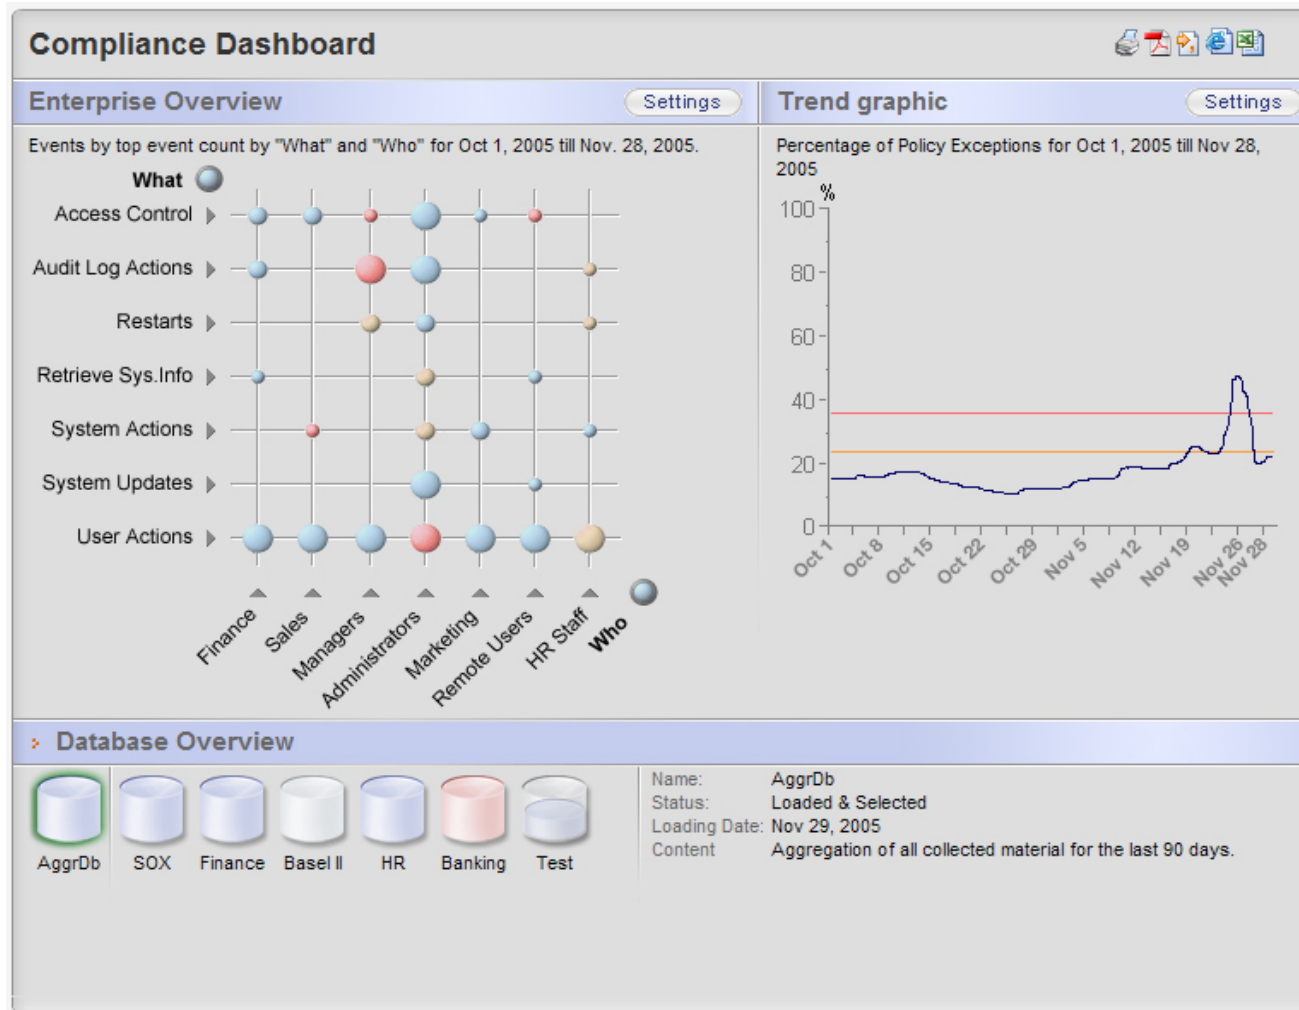 Compliance Dashboard
Enterprise Overview
Settings
Events by top event count by "What" and "Who" for Oct 1, 2005 till Nov. 28, 2005.
What
Access Control
Audit Log Actions
Restarts
Retrieve Sys.Info
System Actions
System Updates
User Actions
Finance
Sales
Managers
Administrators
Marketing
Remote Users
HR Staff
Who
Trend graphic
Settings
Percentage of Policy Exceptions for Oct 1, 2005 till Nov 28,
2005
%
100
80
60
40
20
0
Oct 1
Oct 8
Oct 15
Oct 22
Oct 29
Nov 5
Nov 12
Nov 19
Nov 26
Nov 28
Database Overview
AggrDb
SOX
Finance
Basel II
HR
Banking
Test
Name: AggrDb
Status: Loaded & Selected
Loading Date: Nov 29, 2005
Content Aggregation of all collected material for the last 90 days.